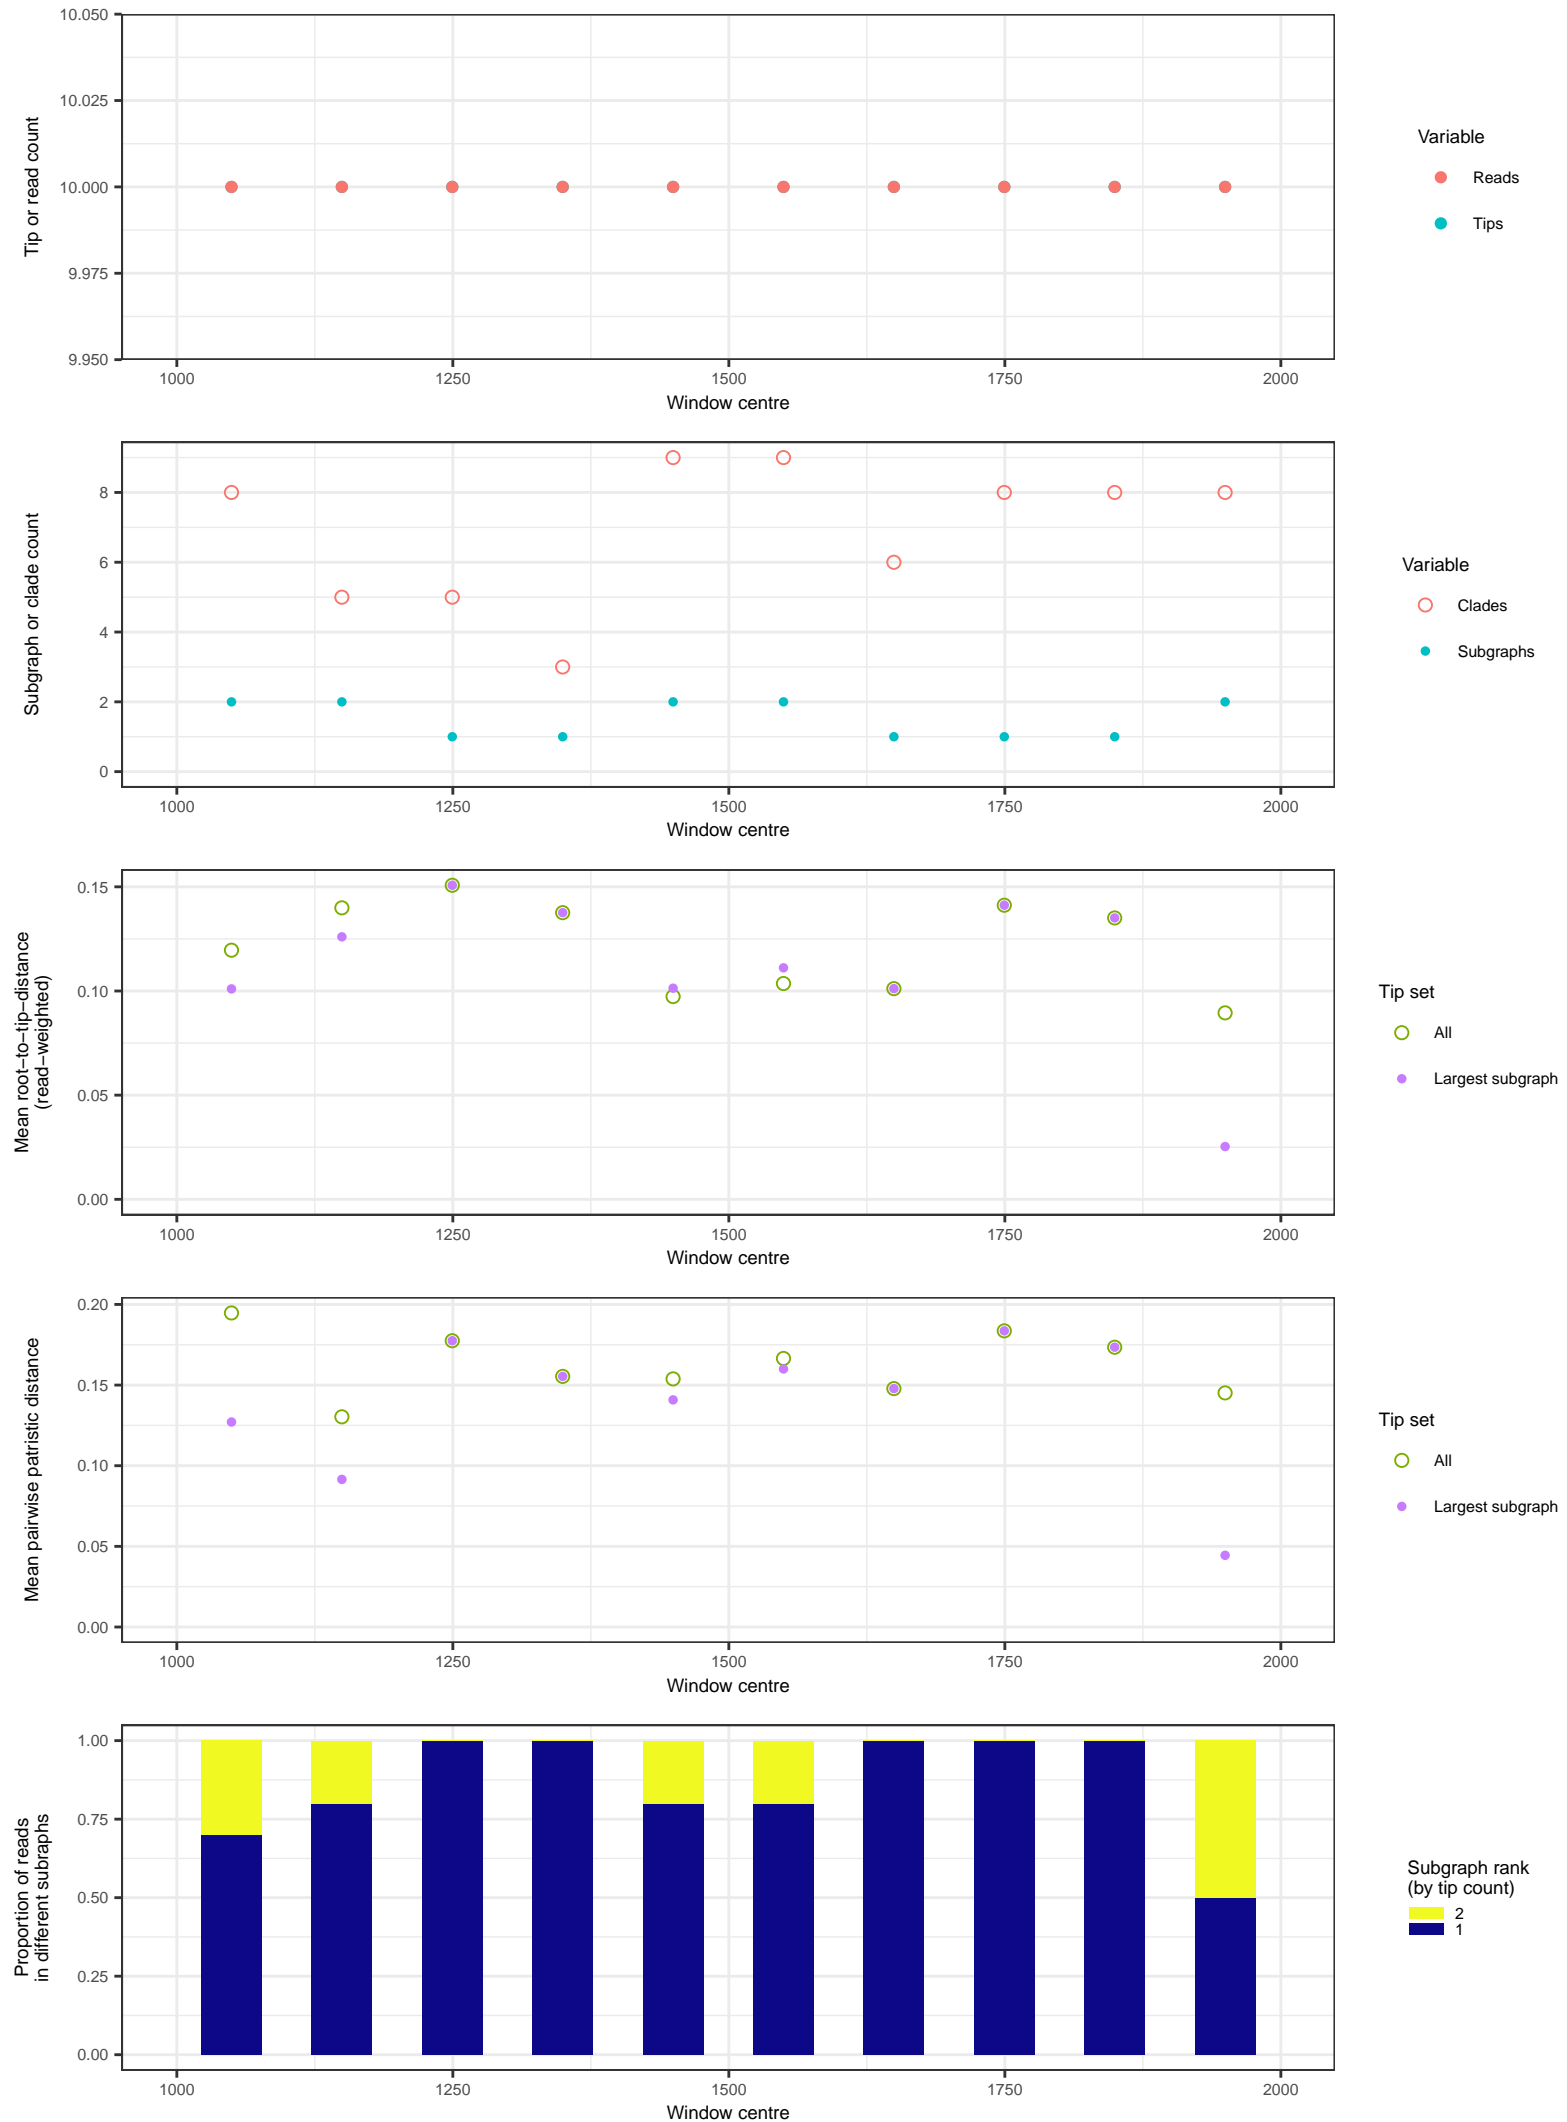 10.050
10.025
10.000
9.975
9.950
Tip or read count
1000 1250 1500 1750 2000
Window centre
Variable
Reads
Tips
8
6
4
2
0
Subgraph or clade count
1000 1250 1500 1750 2000
Window centre
Variable
Clades
Subgraphs
0.15
0.10
0.05
0.00
Mean root−to−tip−distance
(read−weighted)
1000 1250 1500 1750 2000
Window centre
Tip set
All
Largest subgraph
0.20
0.15
0.10
0.05
0.00
Mean pairwise patristic distance
1000 1250 1500 1750 2000
Window centre
Tip set
All
Largest subgraph
1.00
0.75
0.50
0.25
0.00
Proportion of reads
in different subraphs
1000 1250 1500 1750 2000
Window centre
Subgraph rank
(by tip count)
2
1